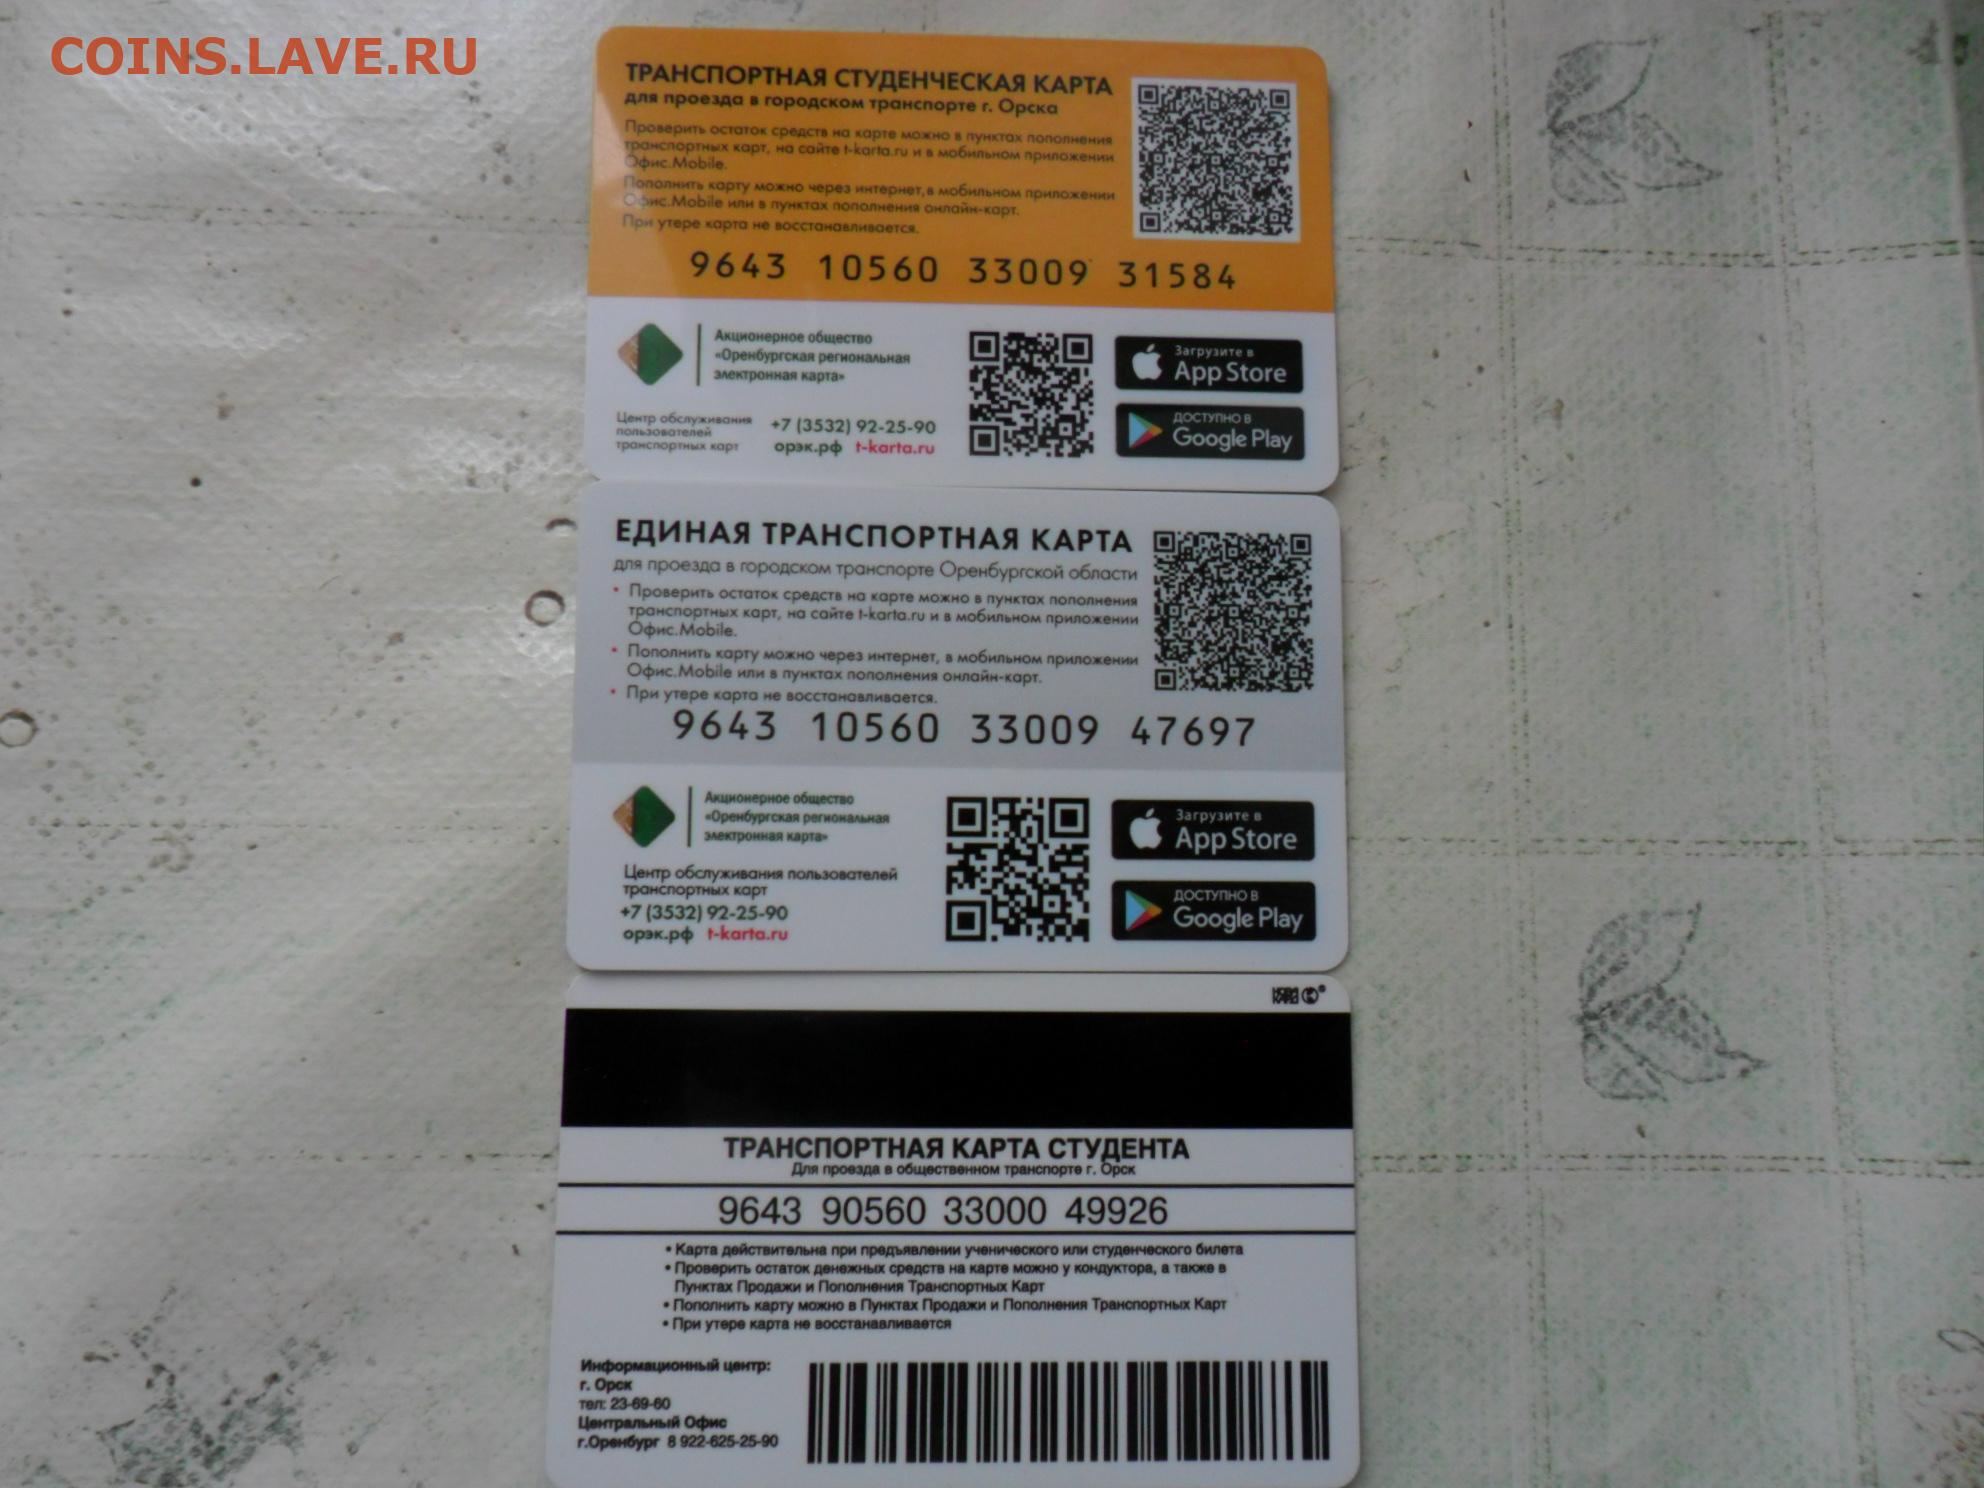 COINS.LAVE.RU
ТРАНСПОРТНАЯ СТУДЕНЧЕСКАЯ КАРТА
для проезда в городском транспорте г. Орска
Проверить остаток средств на карте можно в пунктах пополнения
транспортных карт, на сайте t-karta.ru и в мобильном приложении
Офис.Mobile.
Пополнить карту можно через интернет, в мобильном приложении
Офис.Mobile или в пунктах пополнения онлайн-карт.
При утере карта не восстанавливается.
9643 10560 33009 31584
Акционерное общество
«Оренбургская региональная
электронная карта»
Центр обслуживания
пользователей
транспортных карт
+7 (3532) 92-25-90
орэк.рф t-karta.ru
Загрузите в
App Store
ДОСТУПНО В
Google Play
ЕДИНАЯ ТРАНСПОРТНАЯ КАРТА
для проезда в городском транспорте Оренбургской области
• Проверить остаток средств на карте можно в пунктах пополнения
транспортных карт, на сайте t-karta.ru и в мобильном приложении
Офис.Mobile.
• Пополнить карту можно через интернет, в мобильном приложении
Офис.Mobile или в пунктах пополнения онлайн-карт.
• При утере карта не восстанавливается.
9643 10560 33009 47697
Акционерное общество
«Оренбургская региональная
электронная карта»
Центр обслуживания пользователей
транспортных карт
+7 (3532) 92-25-90
орэк.рф t-karta.ru
Загрузите в
App Store
ДОСТУПНО В
Google Play
ТРАНСПОРТНАЯ КАРТА СТУДЕНТА
Для проезда в общественном транспорте г. Орск
9643 90560 33000 49926
• Карта действительна при предъявлении ученического или студенческого билета
• Проверить остаток денежных средств на карте можно у кондуктора, а также в
Пунктах Продажи и Пополнения Транспортных Карт
• Пополнить карту можно в Пунктах Продажи и Пополнения Транспортных Карт
• При утере карта не восстанавливается
Информационный центр:
г. Орск
тел: 23-69-60
Центральный Офис
г.Оренбург 8 922-625-25-90